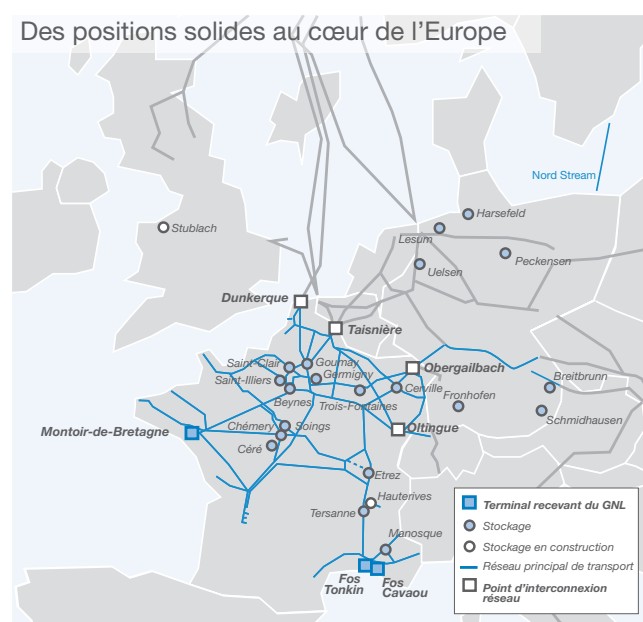 Des positions solides au cœur de l'Europe
Nord Stream
Harsefeld
Stublach
Lesum
Peckensen
Uelsen
Dunkerque
Taisnière
Saint-Clair
Gournay
Obergailbach
Germigny
Saint-Illiers
Cerville
Breitbrunn
Beynes
Trois-Fontaines
Fronhofen
Schmidhausen
Chémery
Soings
Montoir-de-Bretagne
Oltingue
Céré
Etrez
Hauterives
Tersanne
Manosque
Fos
Tonkin
Fos
Cavaou
Terminal recevant du GNL
Stockage
Stockage en construction
Réseau principal de transport
Point d'interconnexion
réseau